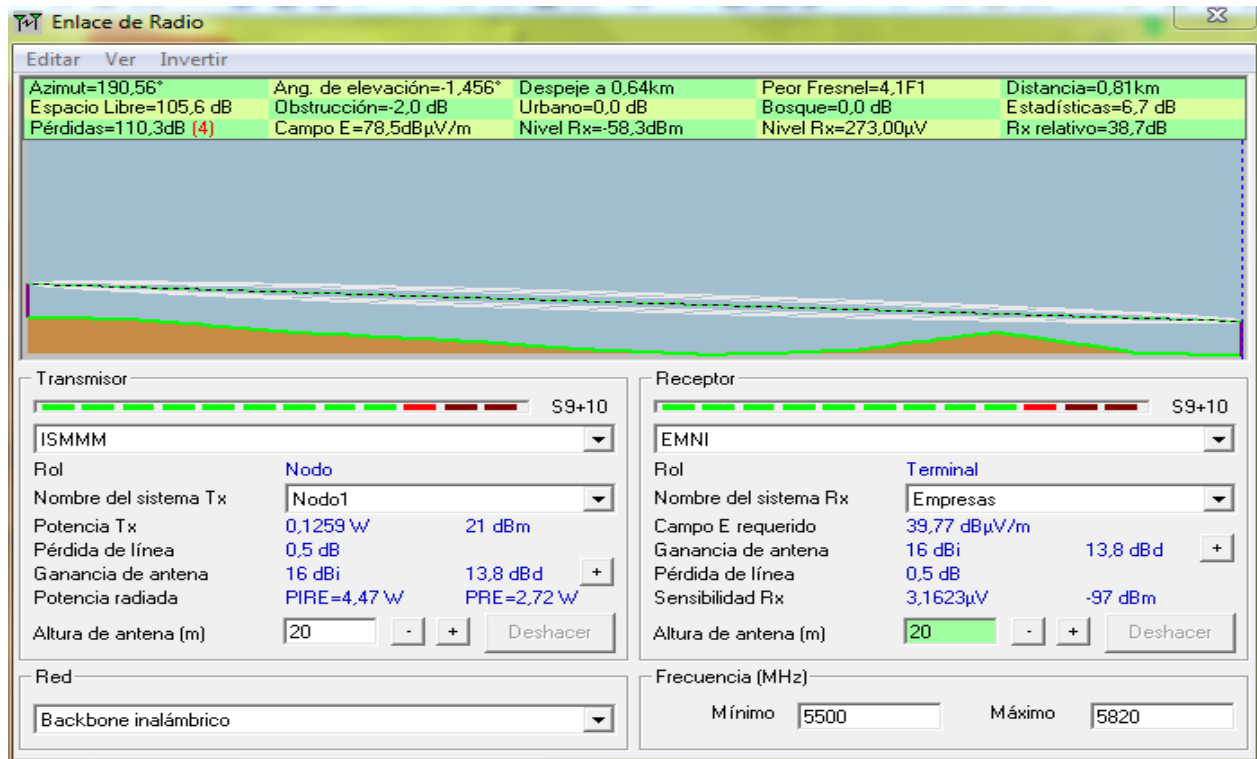 Enlace de Radio
Editar Ver Invertir
Azimut=190,56° Ang. de elevación=-1,456° Despeje a 0,64km Peor Fresnel=4,1F1 Distancia=0,81km
Espacio Libre=105,6 dB Obstrucción=-2,0 dB Urbano=0,0 dB Bosque=0,0 dB Estadísticas=6,7 dB
Pérdidas=110,3dB (4) Campo E=78,5dBµV/m Nivel Rx=-58,3dBm Nivel Rx=273,00µV Rx relativo=38,7dB
Transmisor
S9+10
ISMMM
Rol Nodo
Nombre del sistema Tx Nodo1
Potencia Tx 0,1259 W 21 dBm
Pérdida de línea 0,5 dB
Ganancia de antena 16 dBi 13,8 dBd +
Potencia radiada PIRE=4,47 W PRE=2,72 W
Altura de antena (m) 20 - + Deshacer
Receptor
S9+10
EMNI
Rol Terminal
Nombre del sistema Rx Empresas
Campo E requerido 39,77 dBµV/m
Ganancia de antena 16 dBi 13,8 dBd +
Pérdida de línea 0,5 dB
Sensibilidad Rx 3,1623µV -97 dBm
Altura de antena (m) 20 - + Deshacer
Red
Backbone inalámbrico
Frecuencia (MHz)
Mínimo 5500 Máximo 5820